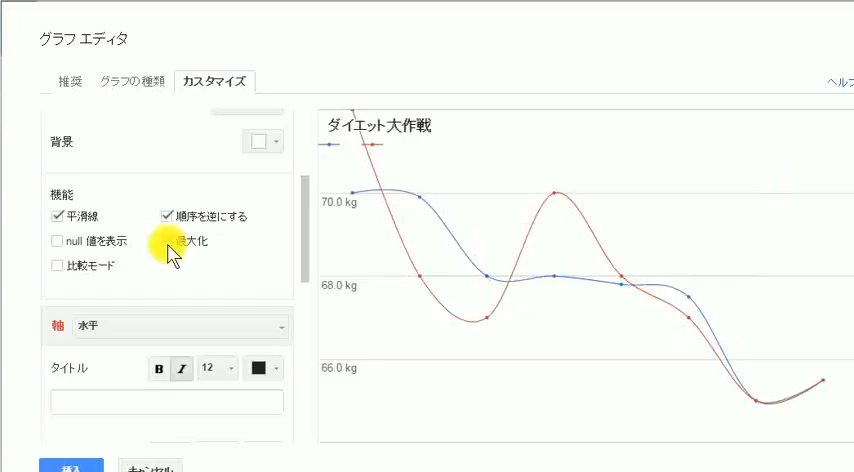 グラフ エディタ
推奨 グラフの種類 カスタマイズ
ヘルプ
背景
機能
平滑線 順序を逆にする
null 値を表示 最大化
比較モード
軸 水平
タイトル B I 12
挿入 キャンセル
ダイエット大作戦
70.0 kg
68.0 kg
66.0 kg